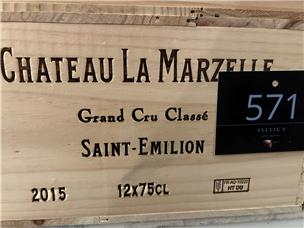 CHATEAU LA MARZELLE
Grand Cru Classé
SAINT-EMILION
2015 12x75CL
571
SYLVIE'S